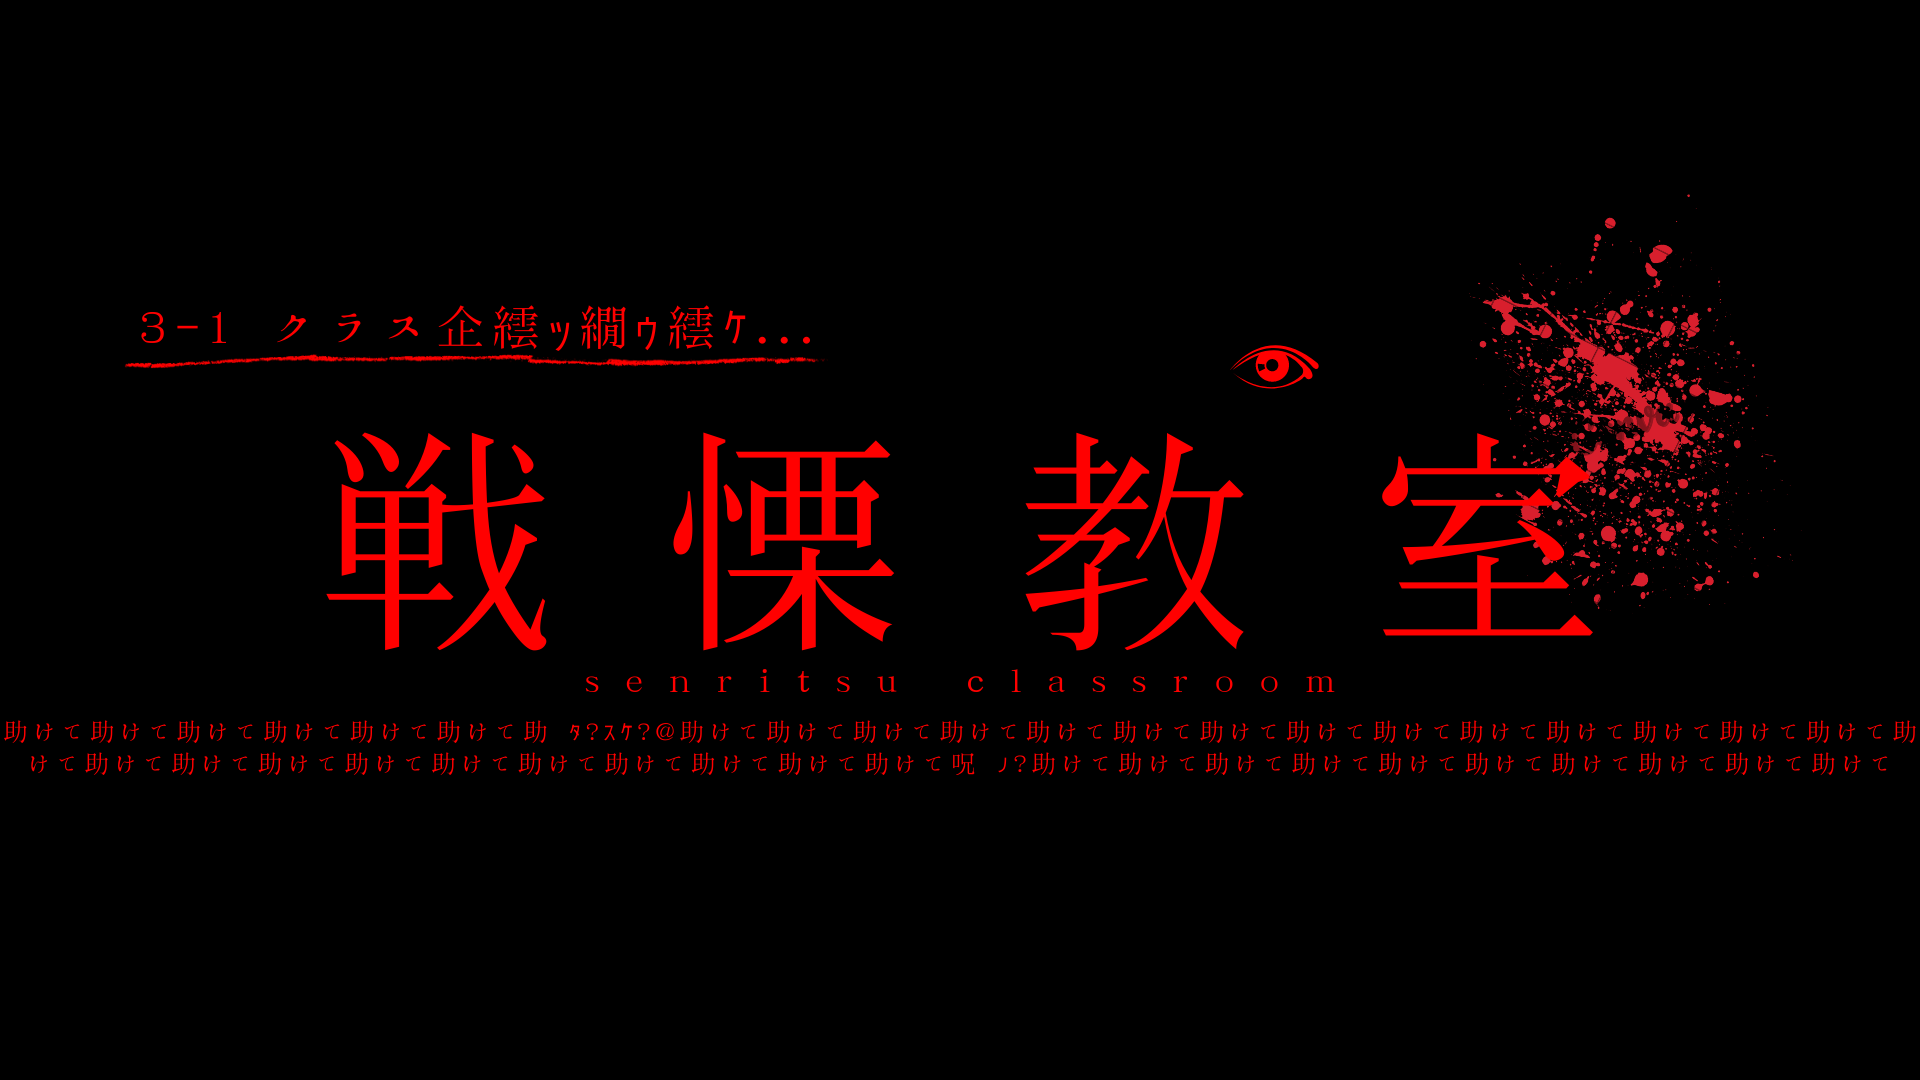 3-1 クラス企繧ｯ繝ｩ繧ｹ...
戦慄教室
senritsu classroom
助けて助けて助けて助けて助けて助けて助 ﾀ?ｽｹ?@助けて助けて助けて助けて助けて助けて助けて助けて助けて助けて助けて助けて助けて助けて助
けて助けて助けて助けて助けて助けて助けて助けて助けて助けて助けて呪 ﾉ?助けて助けて助けて助けて助けて助けて助けて助けて助けて助けて